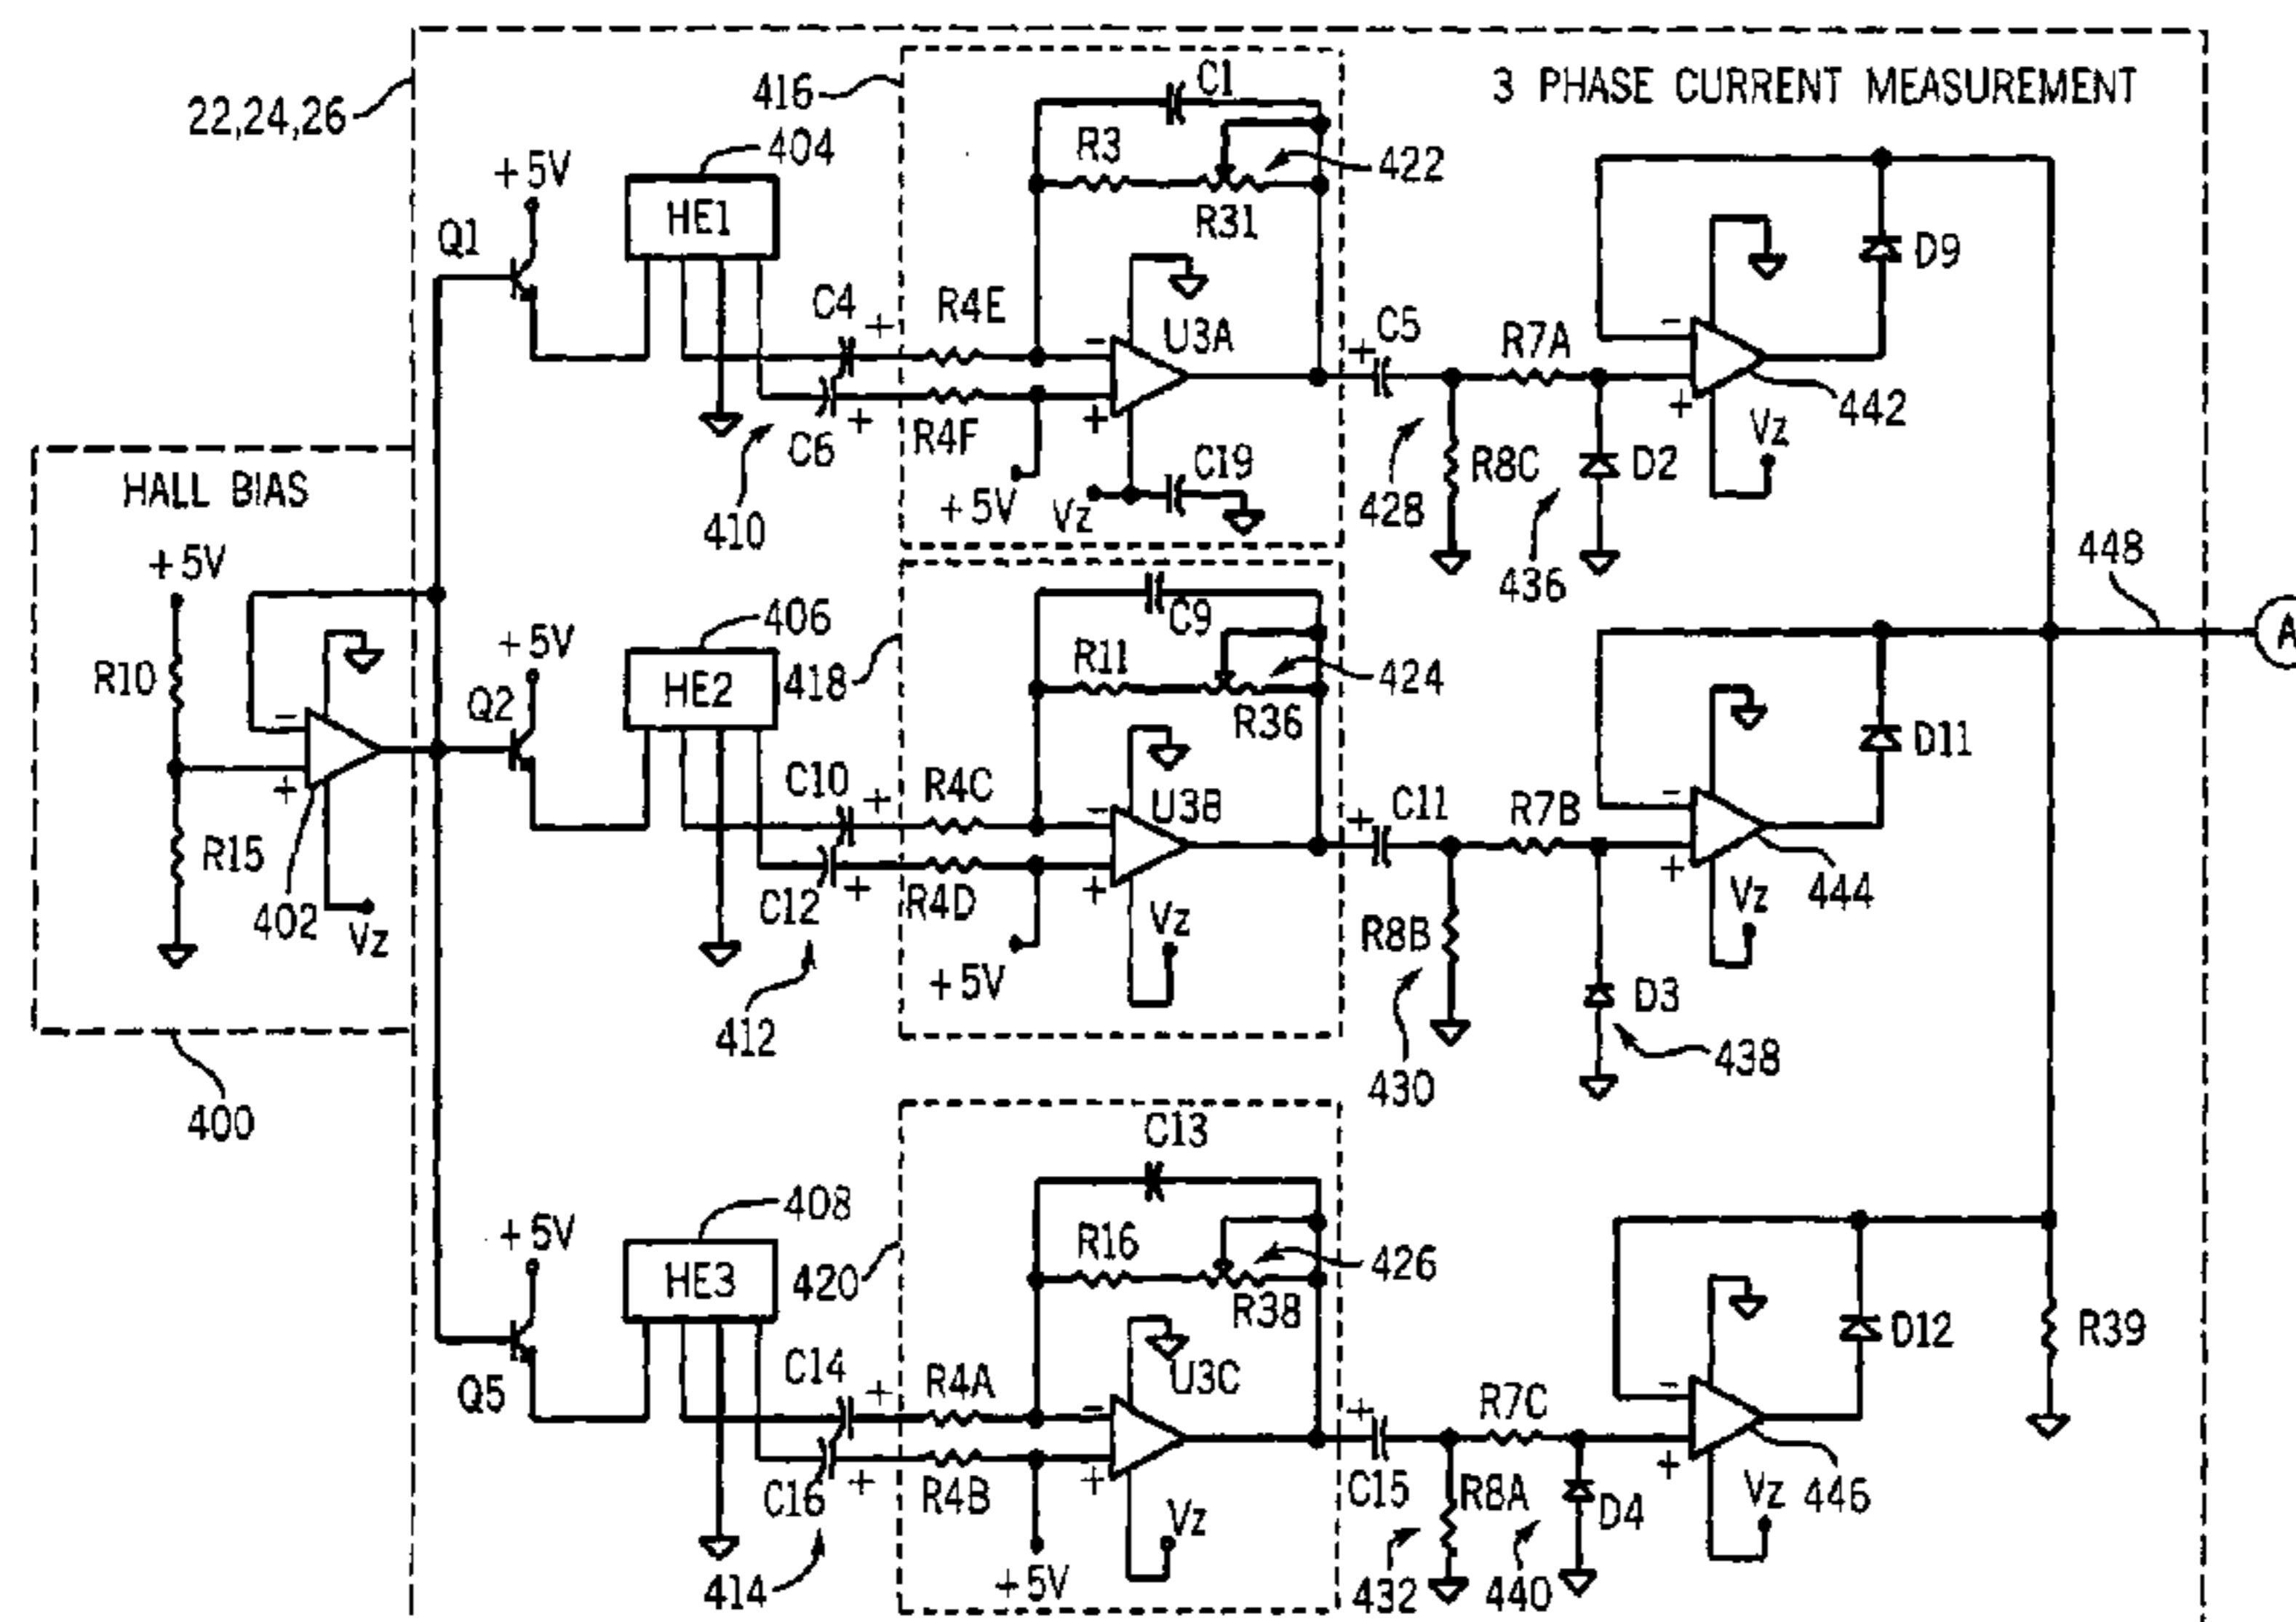 3 PHASE CURRENT MEASUREMENT
22,24,26
416
C1
404
+5V
HE1
R3
422
R31
Q1
D9
C4
+
R4E
-
U3A
C5
+
R7A
-
442
+
C6
+
R4F
+
410
+5V
Vz
C19
428
R8C
D2
436
Vz
HALL BIAS
+5V
R10
-
+
R15
402
Vz
400
448
A
406
+5V
HE2
418
C9
R11
424
R36
Q2
D11
C10
+
R4C
-
U3B
C11
+
R7B
-
444
+
C12
+
R4D
+
412
+5V
Vz
R8B
430
D3
438
Vz
C13
408
+5V
HE3
420
R16
426
R38
Q5
D12
R39
C14
+
R4A
-
U3C
+
C15
R7C
-
446
+
C16
+
R4B
+
414
+5V
Vz
R8A
432
440
D4
Vz